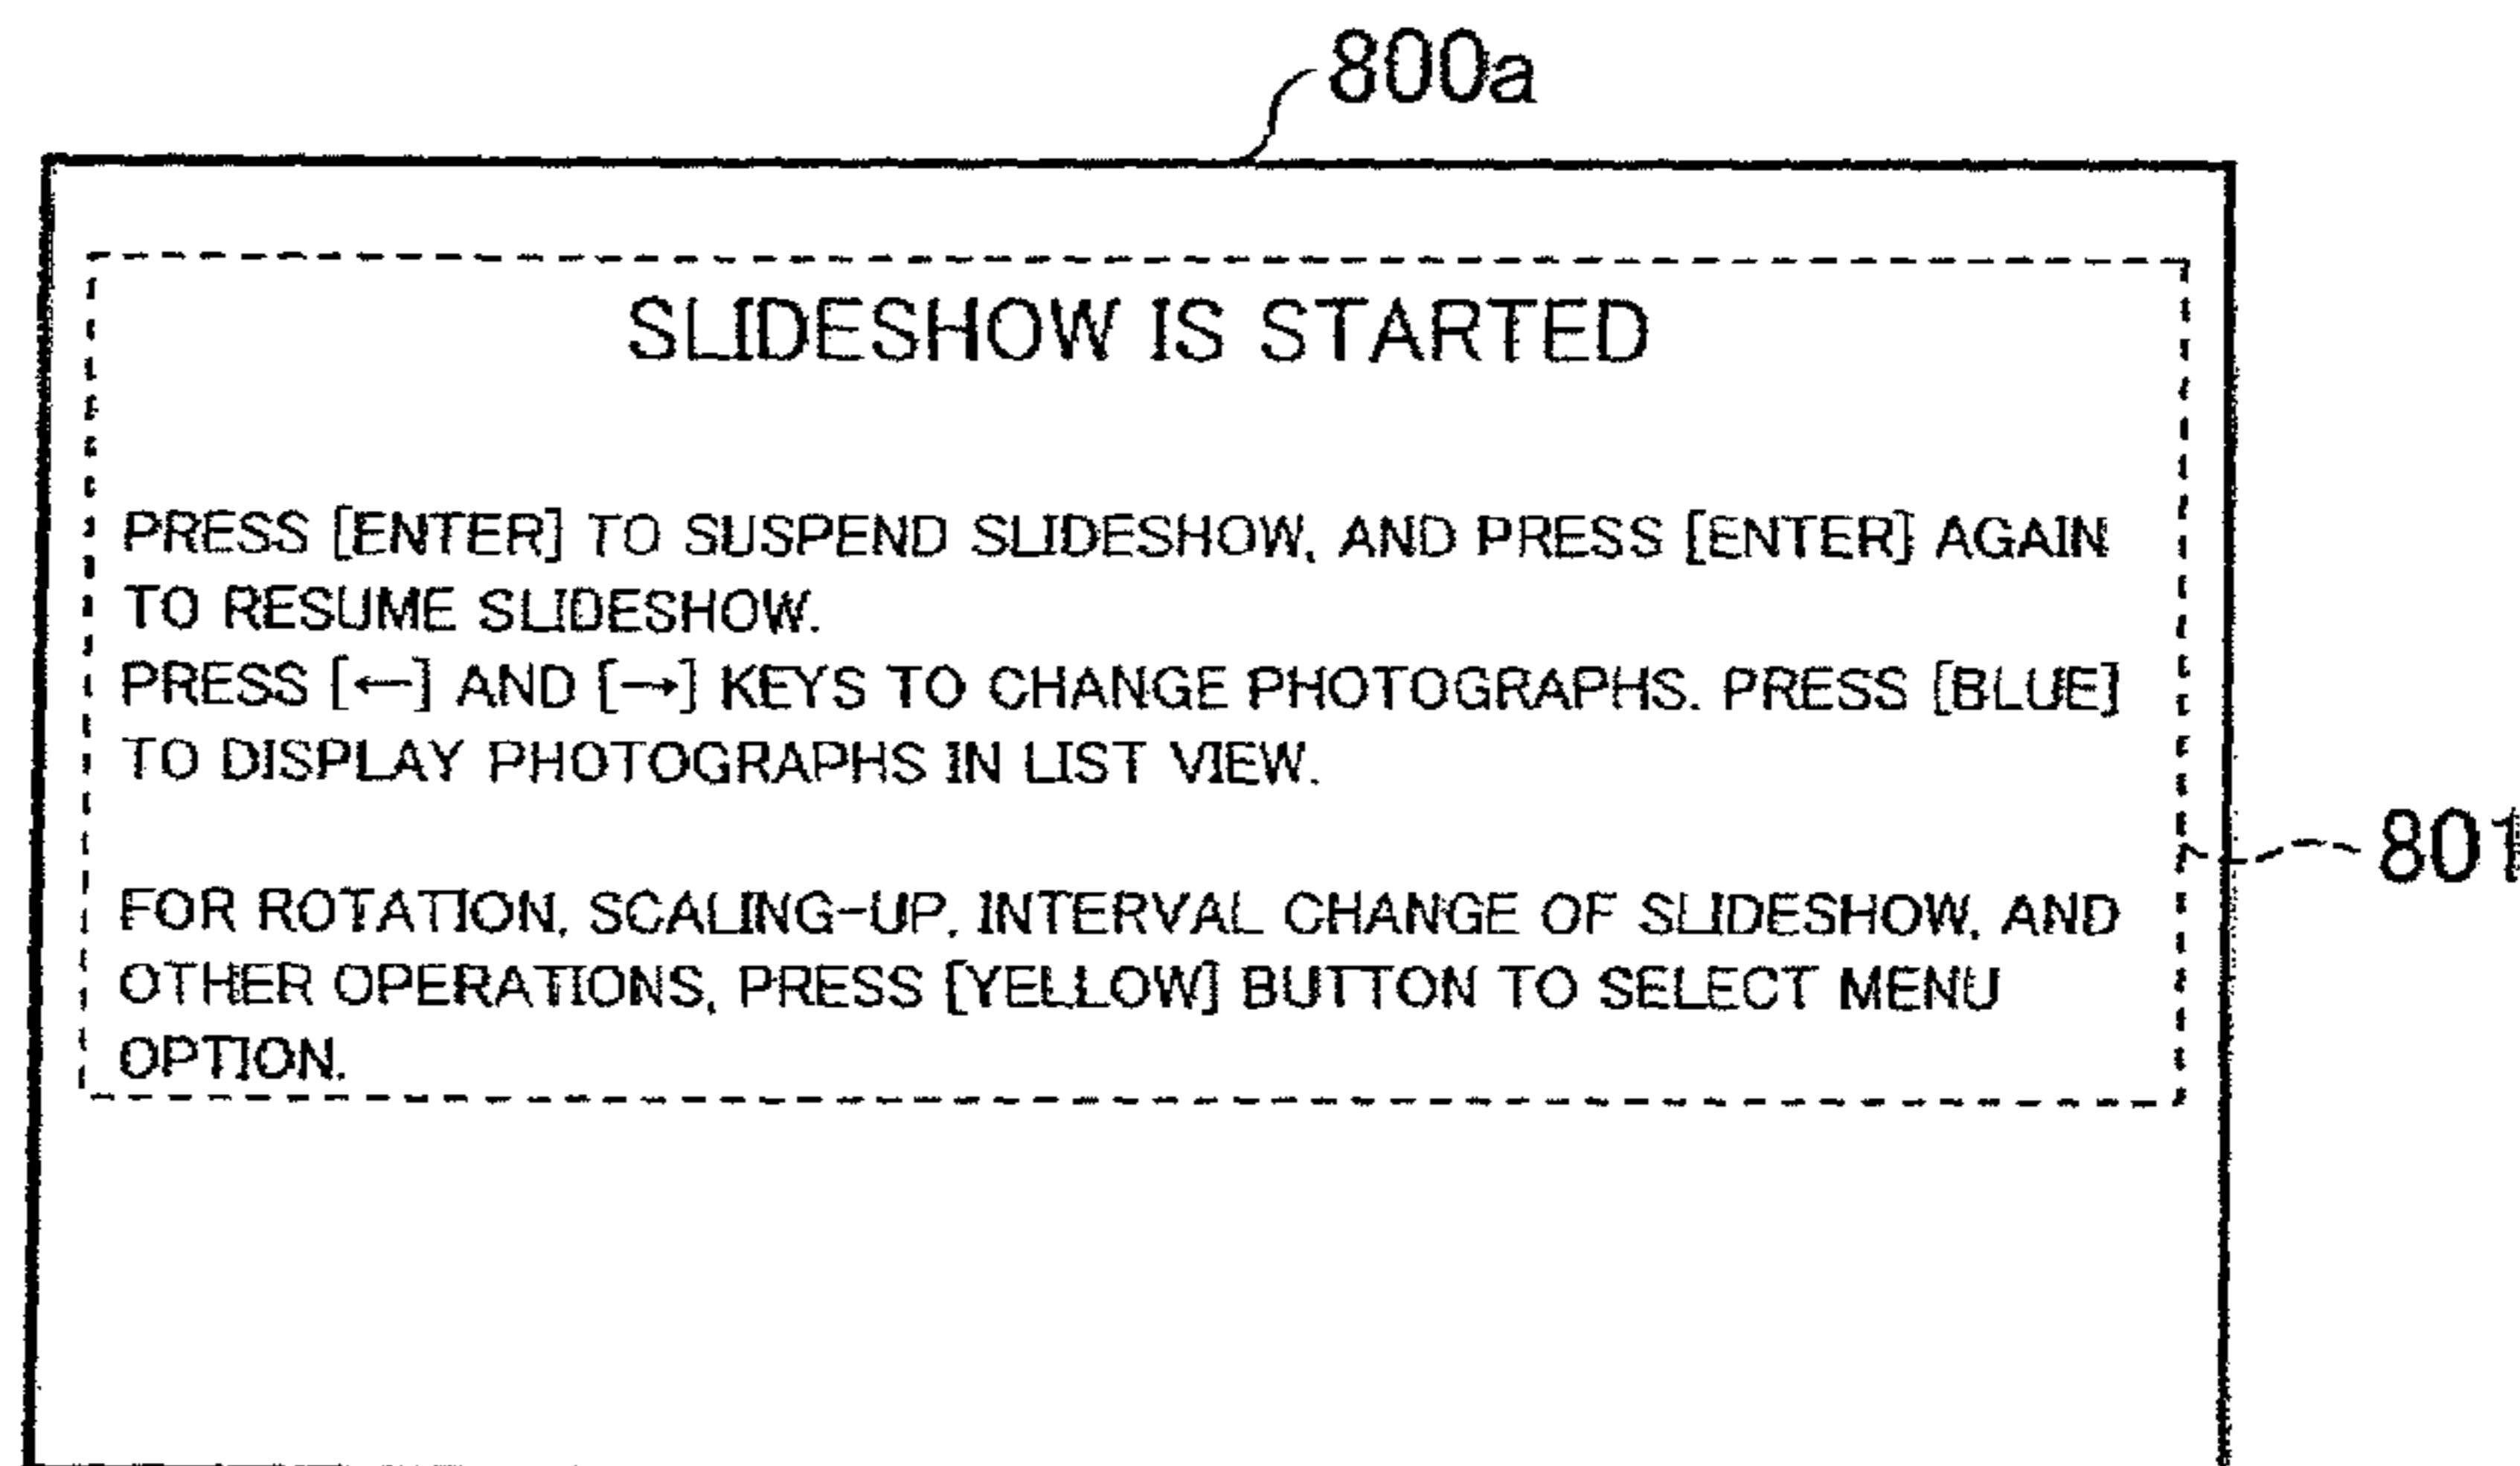 800a
SLIDESHOW IS STARTED
PRESS [ENTER] TO SUSPEND SLIDESHOW, AND PRESS [ENTER] AGAIN
TO RESUME SLIDESHOW.
PRESS [←] AND [→] KEYS TO CHANGE PHOTOGRAPHS. PRESS [BLUE]
TO DISPLAY PHOTOGRAPHS IN LIST VIEW.
801
FOR ROTATION, SCALING-UP, INTERVAL CHANGE OF SLIDESHOW, AND
OTHER OPERATIONS, PRESS [YELLOW] BUTTON TO SELECT MENU
OPTION.